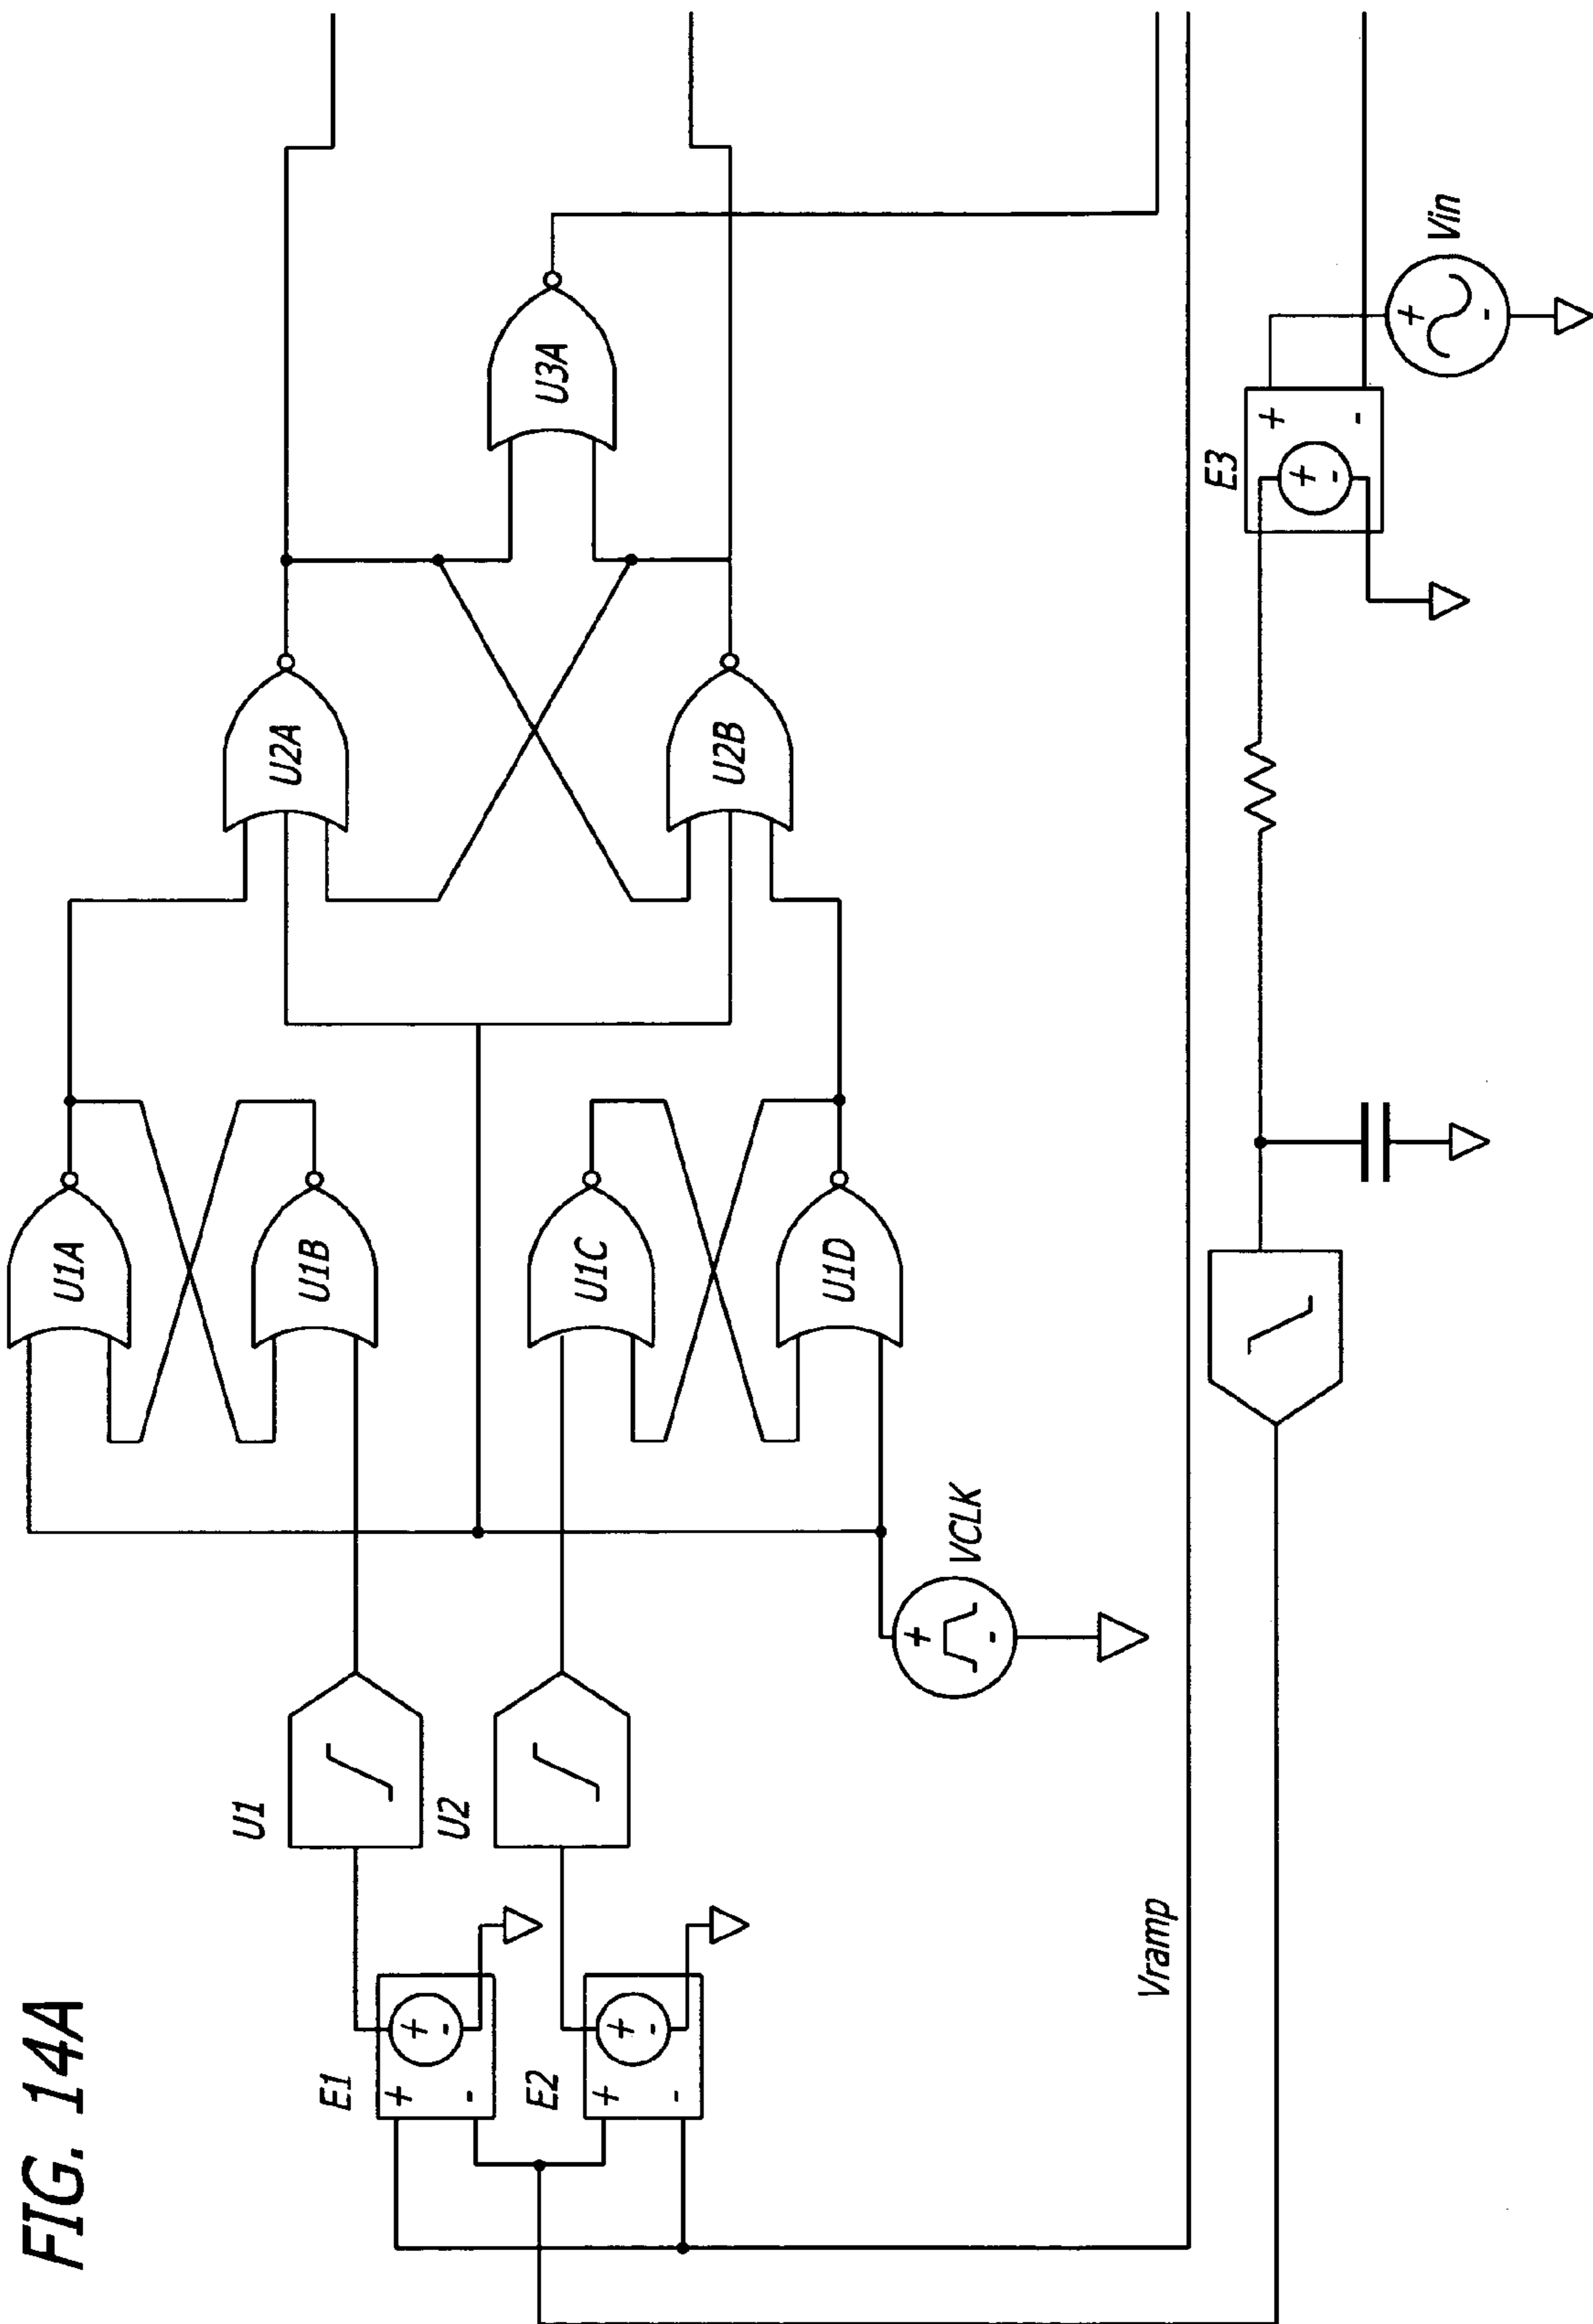 FIG. 14A
U1A
U1B
U1C
U1D
U2A
U2B
U3A
U1
U2
E1
+
-
+
-
E2
+
-
+
-
VCLK
+
-
Vramp
E3
+
-
+
-
Vin
+
-